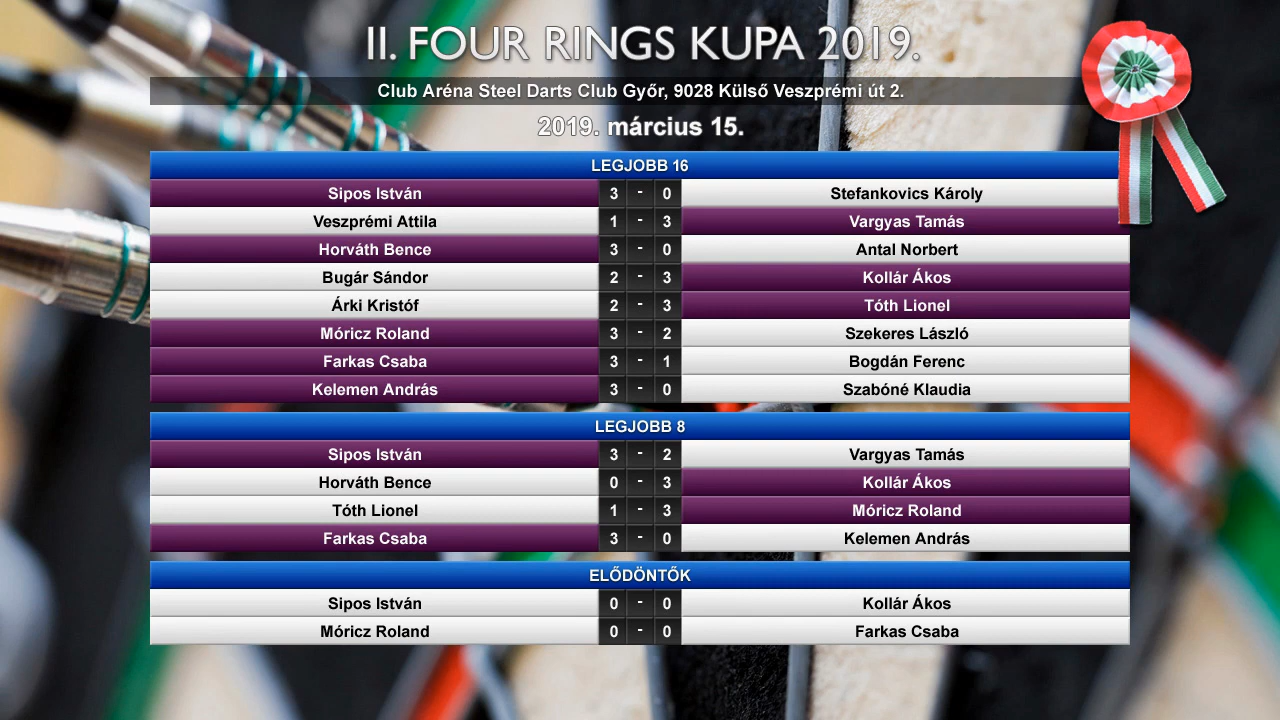 II. FOUR RINGS KUPA 2019.
Club Aréna Steel Darts Club Győr, 9028 Külső Veszprémi út 2.
2019. március 15.
LEGJOBB 16
Sipos István 3 - 0 Stefankovics Károly
Veszprémi Attila 1 - 3 Vargyas Tamás
Horváth Bence 3 - 0 Antal Norbert
Bugár Sándor 2 - 3 Kollár Ákos
Árki Kristóf 2 - 3 Tóth Lionel
Móricz Roland 3 - 2 Szekeres László
Farkas Csaba 3 - 1 Bogdán Ferenc
Kelemen András 3 - 0 Szabóné Klaudia
LEGJOBB 8
Sipos István 3 - 2 Vargyas Tamás
Horváth Bence 0 - 3 Kollár Ákos
Tóth Lionel 1 - 3 Móricz Roland
Farkas Csaba 3 - 0 Kelemen András
ELŐDÖNTŐK
Sipos István 0 - 0 Kollár Ákos
Móricz Roland 0 - 0 Farkas Csaba